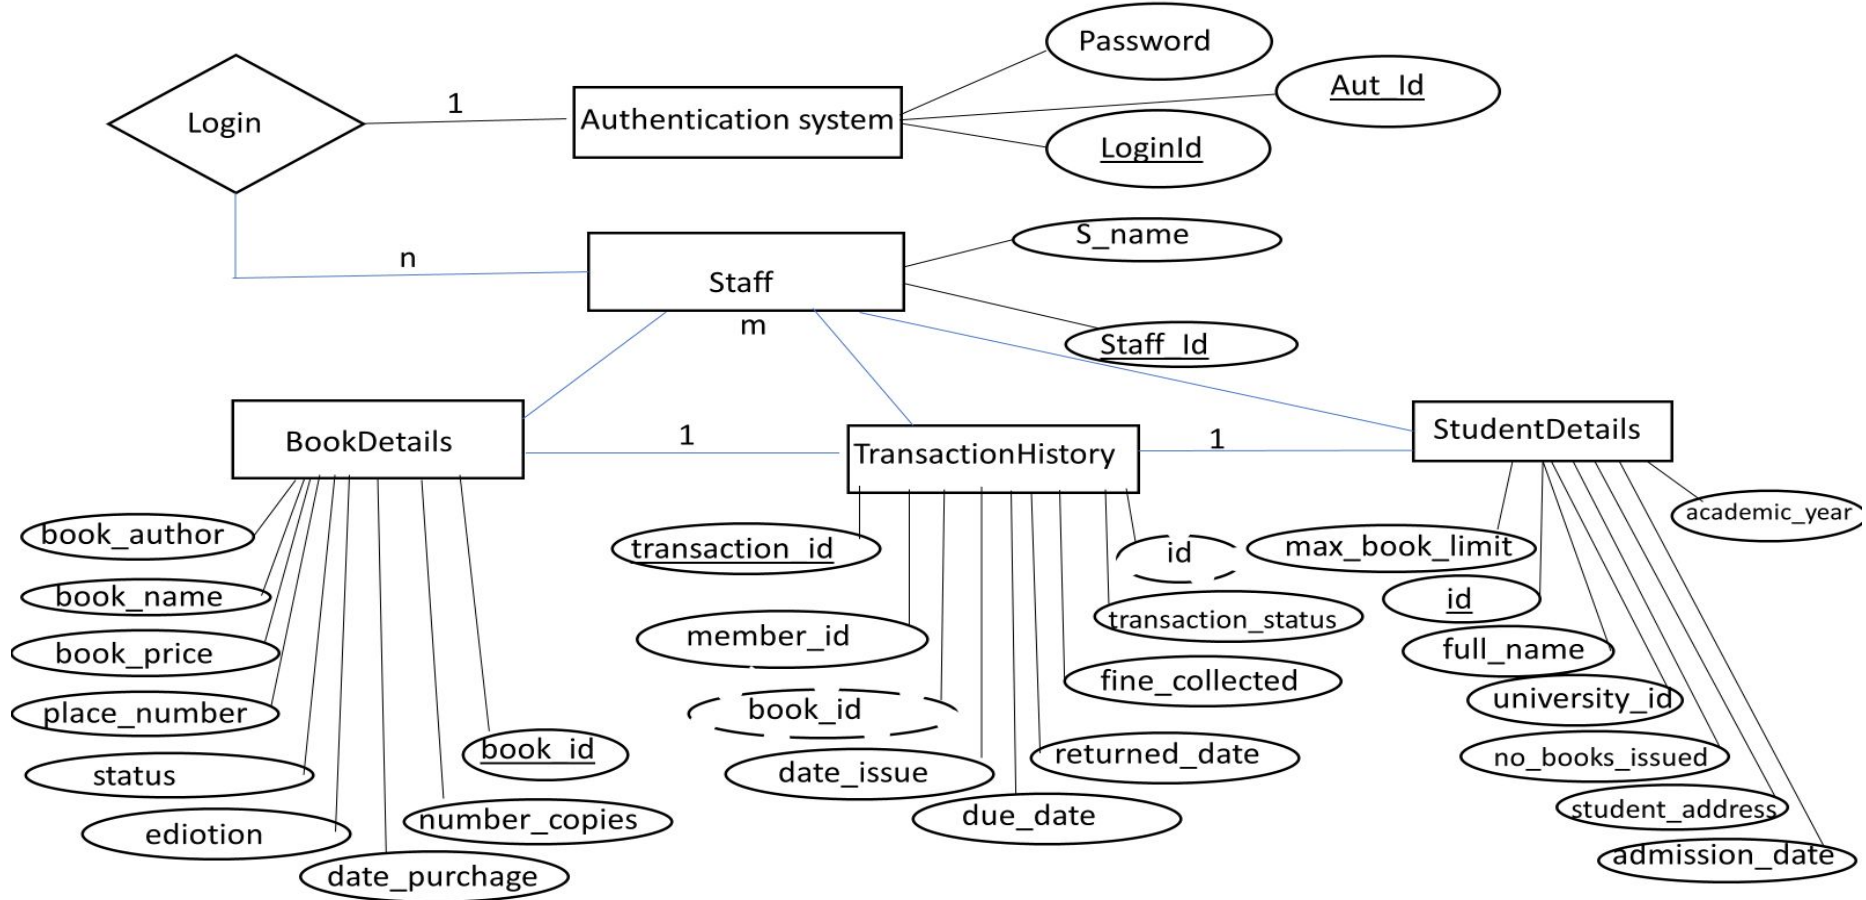 Password
Aut_Id
Login
1
Authentication system
LoginId
S_name
n
Staff
m
Staff_Id
BookDetails
1
TransactionHistory
1
StudentDetails
book_author
book_name
book_price
place_number
status
ediotion
date_purchage
number_copies
book_id
transaction_id
member_id
book_id
date_issue
due_date
returned_date
fine_collected
transaction_status
id
max_book_limit
id
full_name
university_id
no_books_issued
student_address
admission_date
academic_year